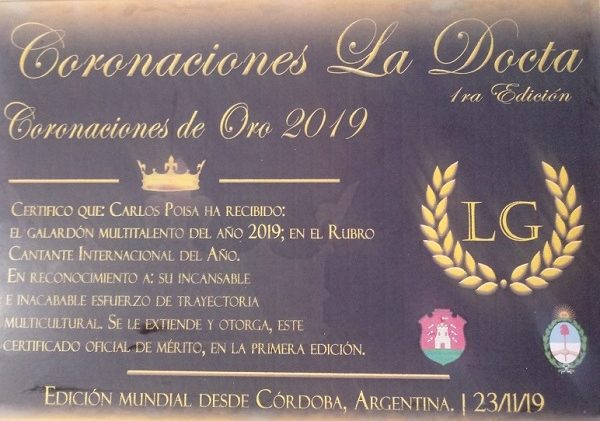 Coronaciones La Docta
1ra Edición
Coronaciones de Oro 2019
Certifico que: Carlos Poisa ha recibido:
el galardón multitalento del año 2019; en el Rubro
Cantante Internacional del Año.
En reconocimiento a: su incansable
e inacabable esfuerzo de trayectoria
multicultural. Se le extiende y otorga, este
certificado oficial de mérito, en la primera edición.
LG
Edición mundial desde Córdoba, Argentina. | 23/11/19